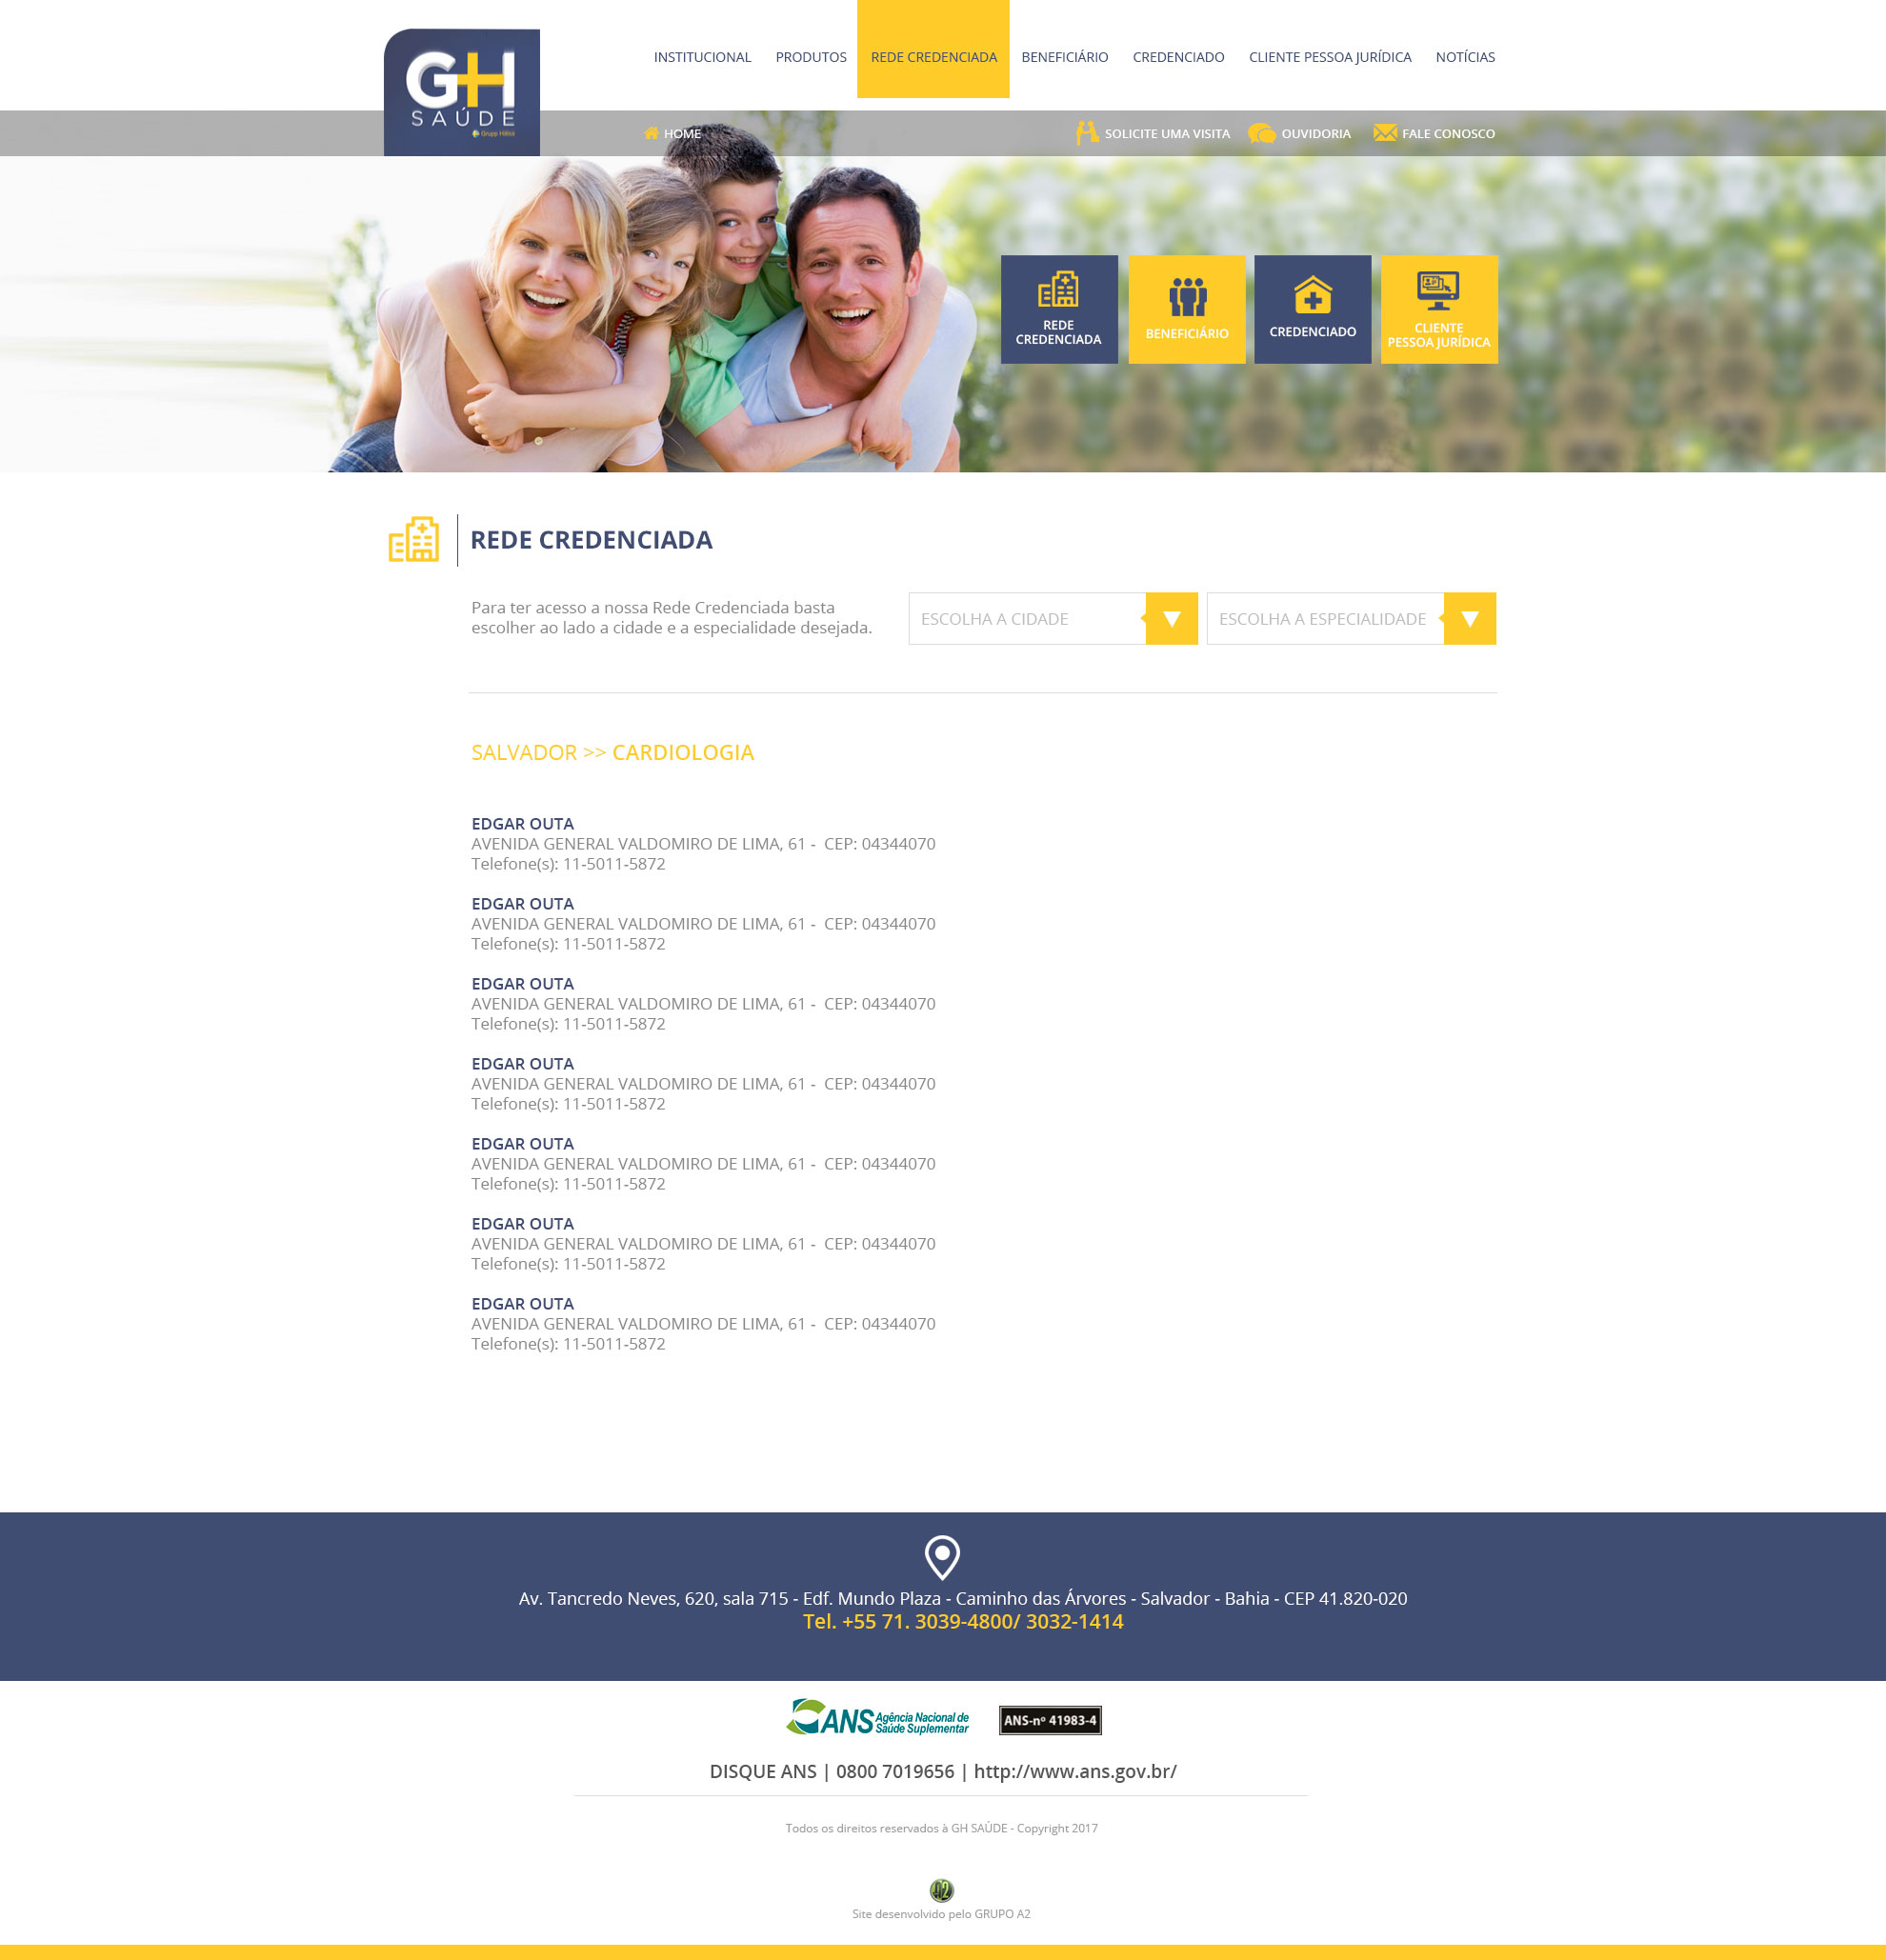 INSTITUCIONAL PRODUTOS REDE CREDENCIADA BENEFICIÁRIO CREDENCIADO CLIENTE PESSOA JURÍDICA NOTÍCIAS
GH
SAÚDE
HOME SOLICITE UMA VISITA OUVIDORIA FALE CONOSCO
REDE
CREDENCIADA
BENEFICIÁRIO
CREDENCIADO
CLIENTE
PESSOA JURÍDICA
REDE CREDENCIADA
Para ter acesso a nossa Rede Credenciada basta
escolher ao lado a cidade e a especialidade desejada.
ESCOLHA A CIDADE
ESCOLHA A ESPECIALIDADE
SALVADOR >> CARDIOLOGIA
EDGAR OUTA
AVENIDA GENERAL VALDOMIRO DE LIMA, 61 - CEP: 04344070
Telefone(s): 11-5011-5872
EDGAR OUTA
AVENIDA GENERAL VALDOMIRO DE LIMA, 61 - CEP: 04344070
Telefone(s): 11-5011-5872
EDGAR OUTA
AVENIDA GENERAL VALDOMIRO DE LIMA, 61 - CEP: 04344070
Telefone(s): 11-5011-5872
EDGAR OUTA
AVENIDA GENERAL VALDOMIRO DE LIMA, 61 - CEP: 04344070
Telefone(s): 11-5011-5872
EDGAR OUTA
AVENIDA GENERAL VALDOMIRO DE LIMA, 61 - CEP: 04344070
Telefone(s): 11-5011-5872
EDGAR OUTA
AVENIDA GENERAL VALDOMIRO DE LIMA, 61 - CEP: 04344070
Telefone(s): 11-5011-5872
EDGAR OUTA
AVENIDA GENERAL VALDOMIRO DE LIMA, 61 - CEP: 04344070
Telefone(s): 11-5011-5872
Av. Tancredo Neves, 620, sala 715 - Edf. Mundo Plaza - Caminho das Árvores - Salvador - Bahia - CEP 41.820-020
Tel. +55 71. 3039-4800/ 3032-1414
ANS Agência Nacional de
Saúde Suplementar
ANS-nº 41983-4
DISQUE ANS | 0800 7019656 | http://www.ans.gov.br/
Todos os direitos reservados à GH SAÚDE - Copyright 2017
A2
Site desenvolvido pelo GRUPO A2